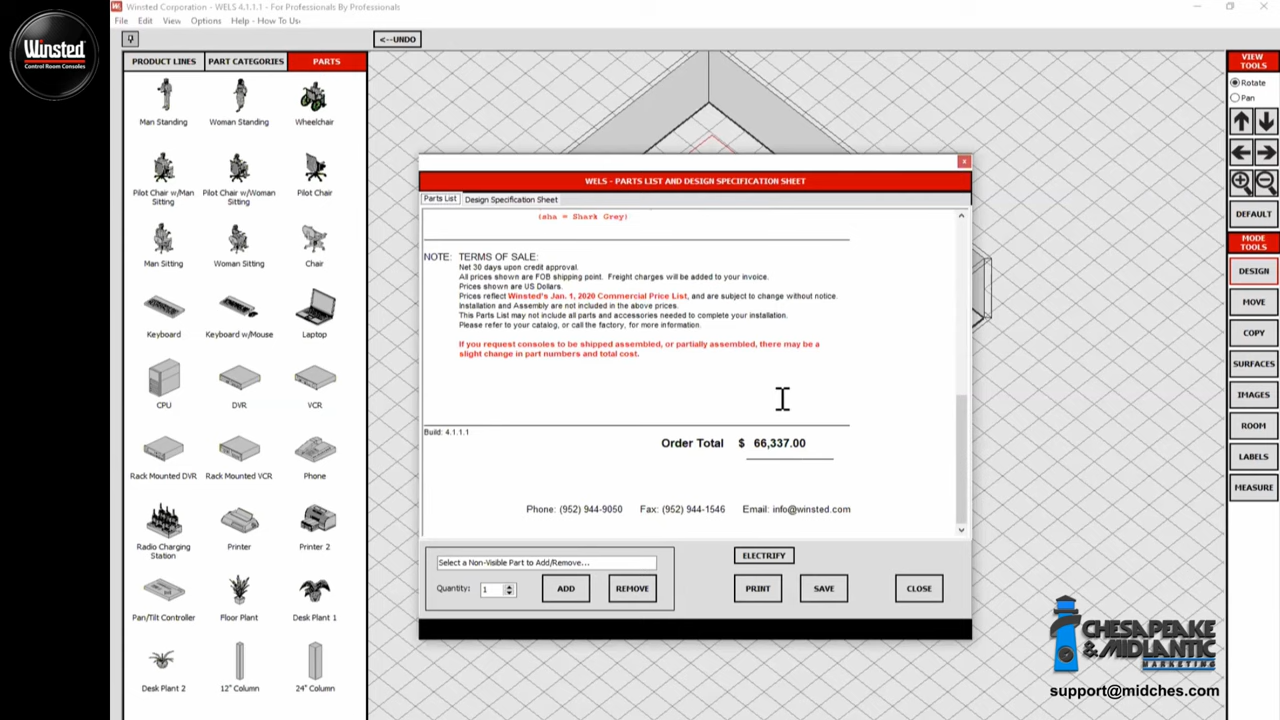 Winsted
Control Room Consoles
W Winsted Corporation - WELS 4.1.1.1 - For Professionals By Professionals
File Edit View Options Help - How To Us-
<--UNDO
PRODUCT LINES PART CATEGORIES PARTS
Man Standing Woman Standing Wheelchair
Pilot Chair w/Man Sitting Pilot Chair w/Woman Sitting Pilot Chair
Man Sitting Woman Sitting Chair
Keyboard Keyboard w/Mouse Laptop
CPU DVR VCR
Rack Mounted DVR Rack Mounted VCR Phone
Radio Charging Station Printer Printer 2
Pan/Tilt Controller Floor Plant Desk Plant 1
Desk Plant 2 12" Column 24" Column
WELS - PARTS LIST AND DESIGN SPECIFICATION SHEET
Parts List Design Specification Sheet
(sha = Shark Grey)
NOTE: TERMS OF SALE:
Net 30 days upon credit approval.
All prices shown are FOB shipping point. Freight charges will be added to your invoice.
Prices shown are US Dollars.
Prices reflect Winsted's Jan. 1, 2020 Commercial Price List, and are subject to change without notice.
Installation and Assembly are not included in the above prices.
This Parts List may not include all parts and accessories needed to complete your installation.
Please refer to your catalog, or call the factory, for more information.
If you request consoles to be shipped assembled, or partially assembled, there may be a
slight change in part numbers and total cost.
Build: 4.1.1.1
Order Total $ 66,337.00
Phone: (952) 944-9050 Fax: (952) 944-1546 Email: info@winsted.com
Select a Non-Visible Part to Add/Remove...
Quantity: 1 ADD REMOVE
ELECTRIFY
PRINT SAVE CLOSE
VIEW
TOOLS
Rotate
Pan
DEFAULT
MODE
TOOLS
DESIGN
MOVE
COPY
SURFACES
IMAGES
ROOM
LABELS
MEASURE
CHESAPEAKE
& MIDLANTIC
MARKETING
support@midches.com